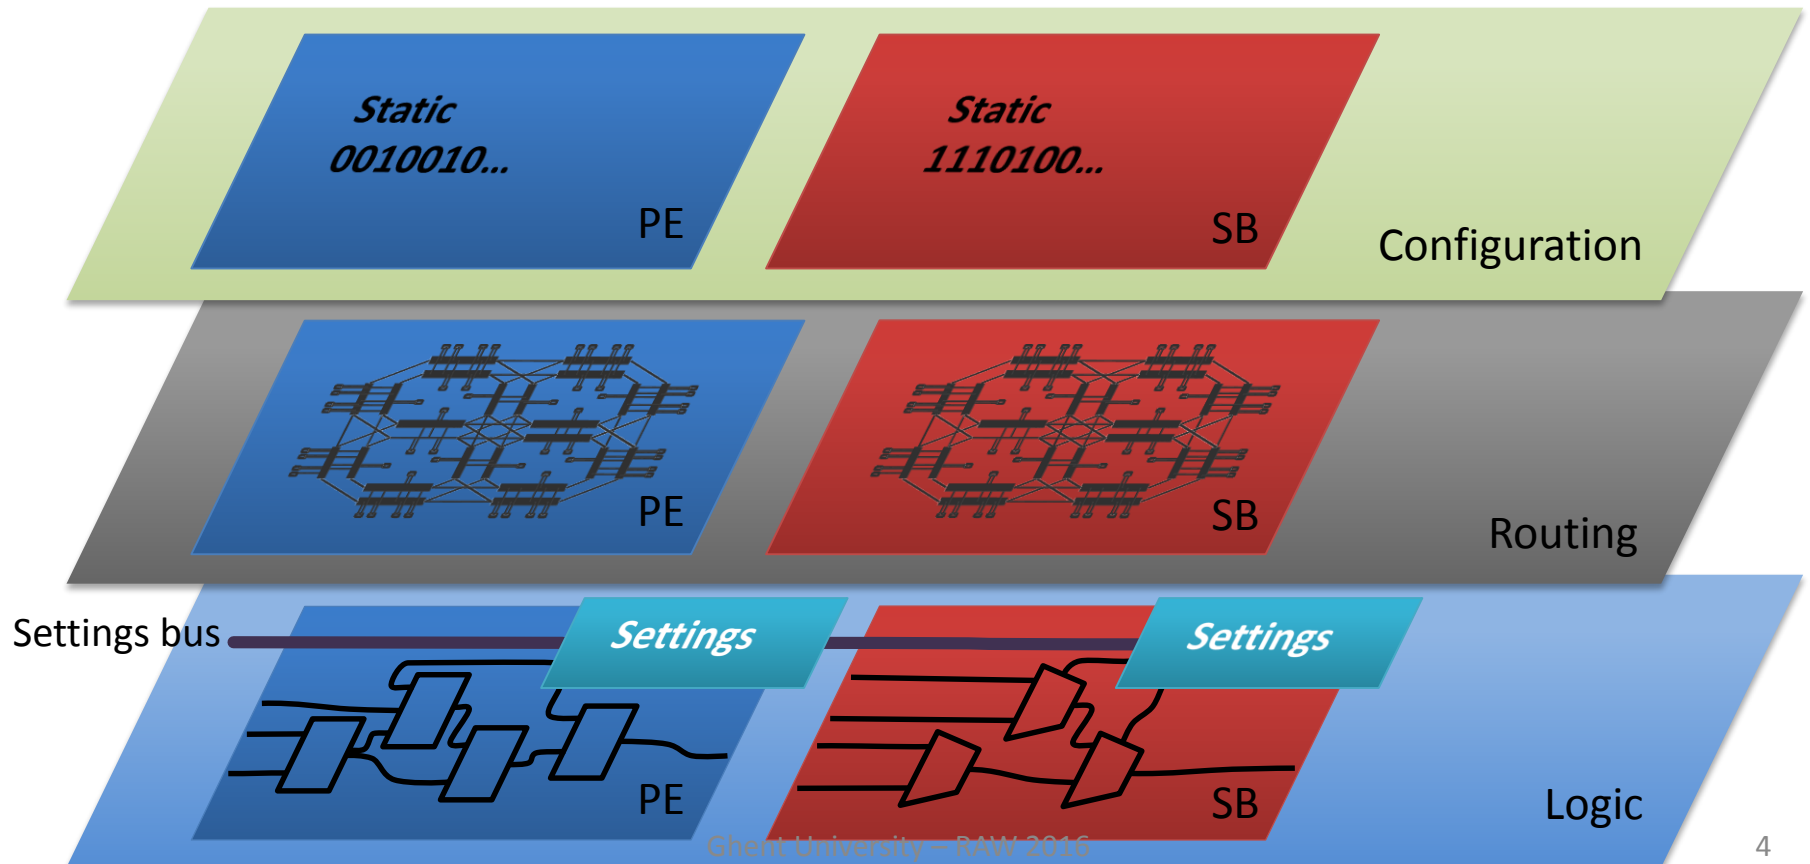 Static
0010010...
PE
Static
1110100...
SB
Configuration
PE
SB
Routing
Settings bus
Settings
Settings
PE
SB
Logic
Ghent University – RAW 2016
4